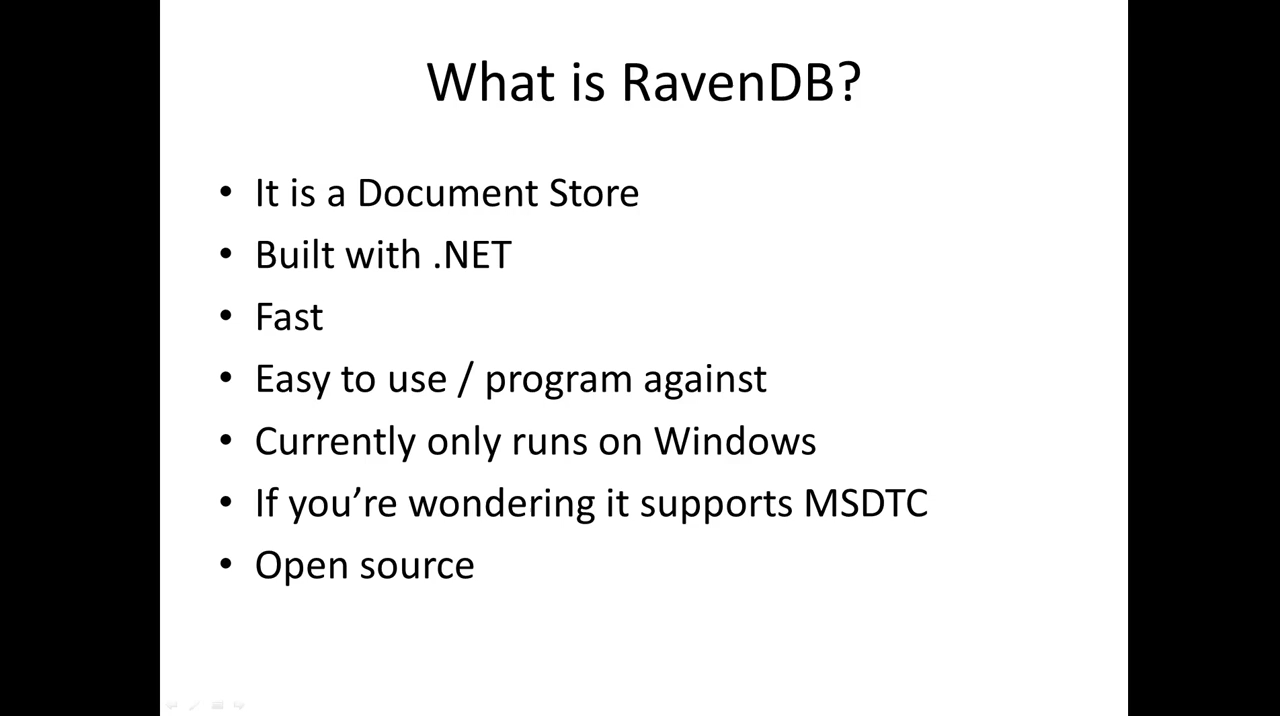 What is RavenDB?
• It is a Document Store
• Built with .NET
• Fast
• Easy to use / program against
• Currently only runs on Windows
• If you’re wondering it supports MSDTC
• Open source